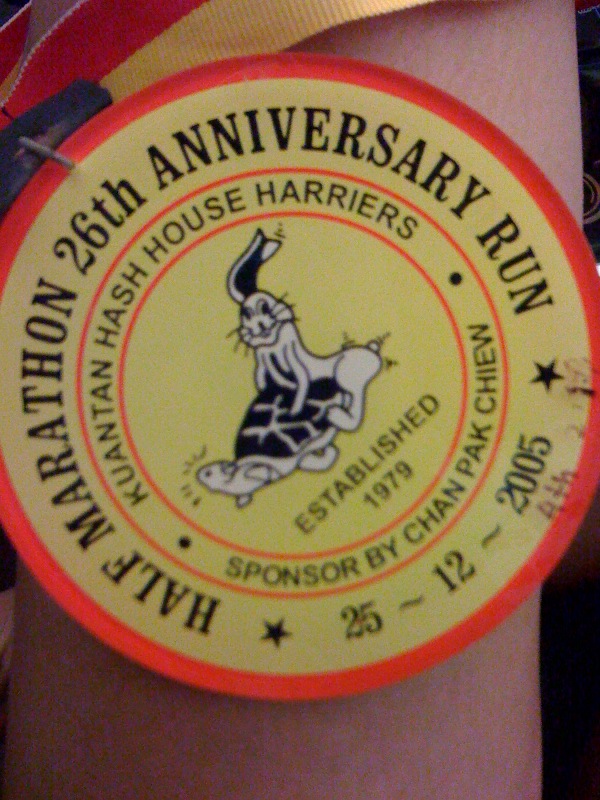 HALF MARATHON 26th ANNIVERSARY RUN
25 ~ 12 ~ 2005
KUANTAN HASH HOUSE HARRIERS
SPONSOR BY CHAN PAK CHIEW
ESTABLISHED
1979
4th